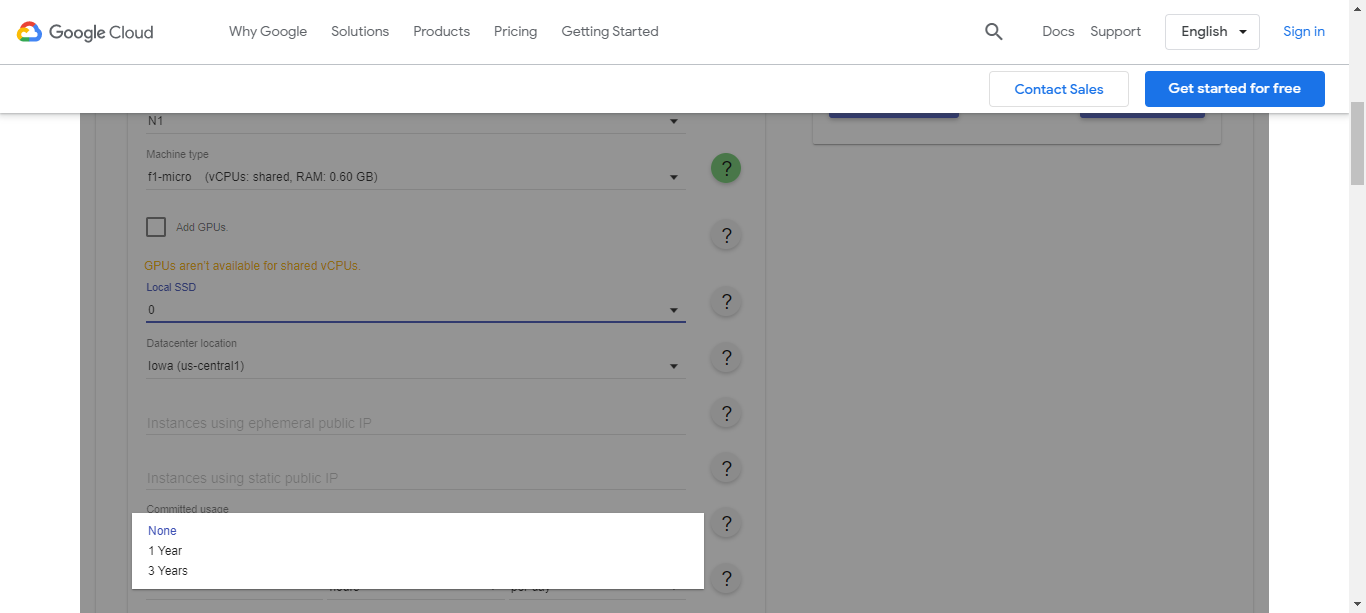 Google Cloud
Why Google
Solutions
Products
Pricing
Getting Started
Docs
Support
English
Sign in
Contact Sales
Get started for free
N1
Machine type
f1-micro (vCPUs: shared, RAM: 0.60 GB)
?
Add GPUs.
?
GPUs aren't available for shared vCPUs.
Local SSD
0
?
Datacenter location
Iowa (us-central1)
?
Instances using ephemeral public IP
?
Instances using static public IP
?
Committed usage
None
1 Year
3 Years
?
hours
per day
?